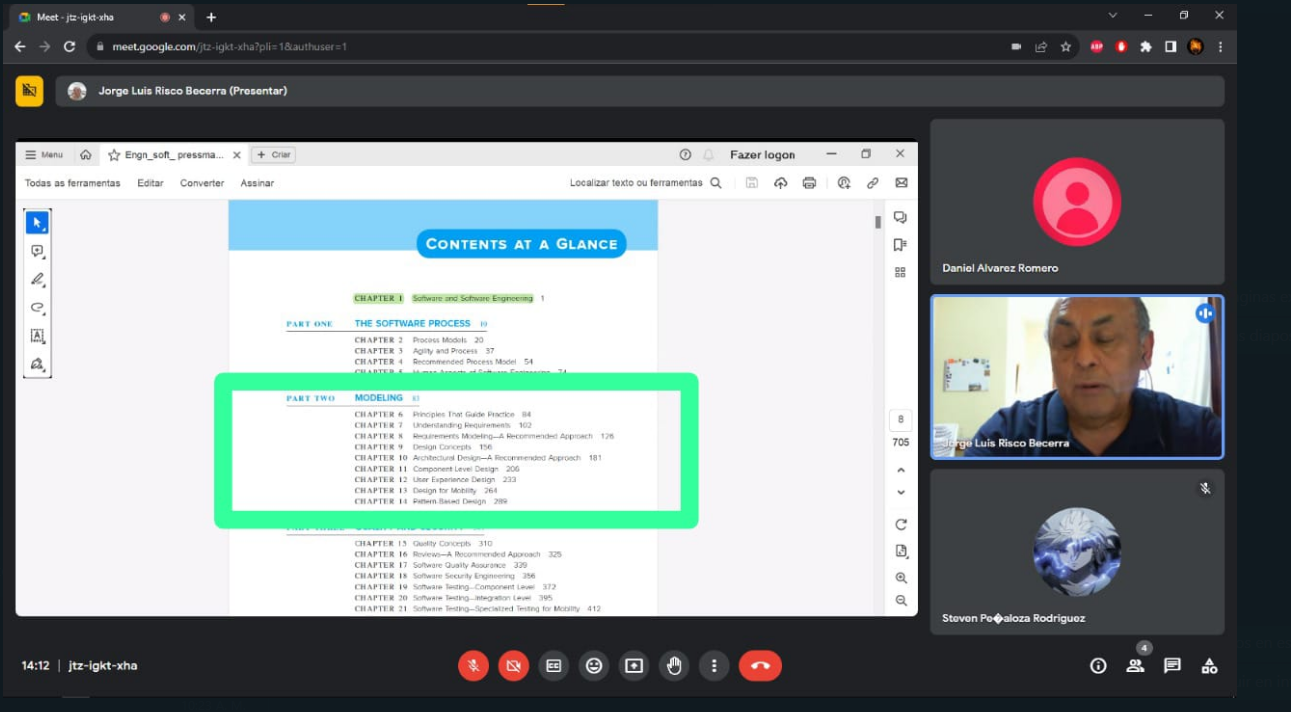 Meet - jtz-igkt-xha
meet.google.com/jtz-igkt-xha?pli=1&authuser=1
Jorge Luis Risco Becerra (Presentar)
Menu
Engn_soft_ pressma...
+ Criar
Fazer logon
Todas as ferramentas Editar Converter Assinar
Localizar texto ou ferramentas
CONTENTS AT A GLANCE
CHAPTER 1 Software and Software Engineering 1
PART ONE THE SOFTWARE PROCESS 19
CHAPTER 2 Process Models 20
CHAPTER 3 Agility and Process 37
CHAPTER 4 Recommended Process Model 54
CHAPTER 5 Human Aspects of Software Engineering 74
PART TWO MODELING 83
CHAPTER 6 Principles That Guide Practice 84
CHAPTER 7 Understanding Requirements 102
CHAPTER 8 Requirements Modeling—A Recommended Approach 126
CHAPTER 9 Design Concepts 156
CHAPTER 10 Architectural Design—A Recommended Approach 181
CHAPTER 11 Component Level Design 206
CHAPTER 12 User Experience Design 233
CHAPTER 13 Design for Mobility 264
CHAPTER 14 Pattern-Based Design 289
CHAPTER 15 Quality Concepts 310
CHAPTER 16 Reviews—A Recommended Approach 325
CHAPTER 17 Software Quality Assurance 339
CHAPTER 18 Software Security Engineering 356
CHAPTER 19 Software Testing—Component Level 372
CHAPTER 20 Software Testing—Integration Level 395
CHAPTER 21 Software Testing—Specialized Testing for Mobility 412
8
705
Daniel Alvarez Romero
Jorge Luis Risco Becerra
Steven Pe�aloza Rodriguez
14:12 | jtz-igkt-xha
4